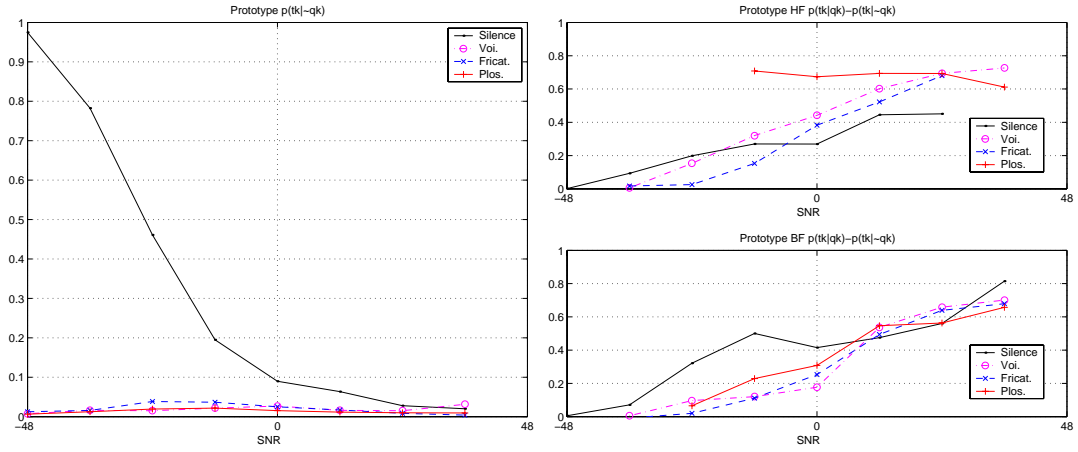 Prototype p(tk|~qk)
1
0.9
0.8
0.7
0.6
0.5
0.4
0.3
0.2
0.1
0
−48
0
48
SNR
Silence
Voi.
Fricat.
Plos.
Prototype HF p(tk|qk)−p(tk|~qk)
1
0.8
0.6
0.4
0.2
0
−48
0
48
SNR
Silence
Voi.
Fricat.
Plos.
Prototype BF p(tk|qk)−p(tk|~qk)
1
0.8
0.6
0.4
0.2
0
−48
0
48
SNR
Silence
Voi.
Fricat.
Plos.